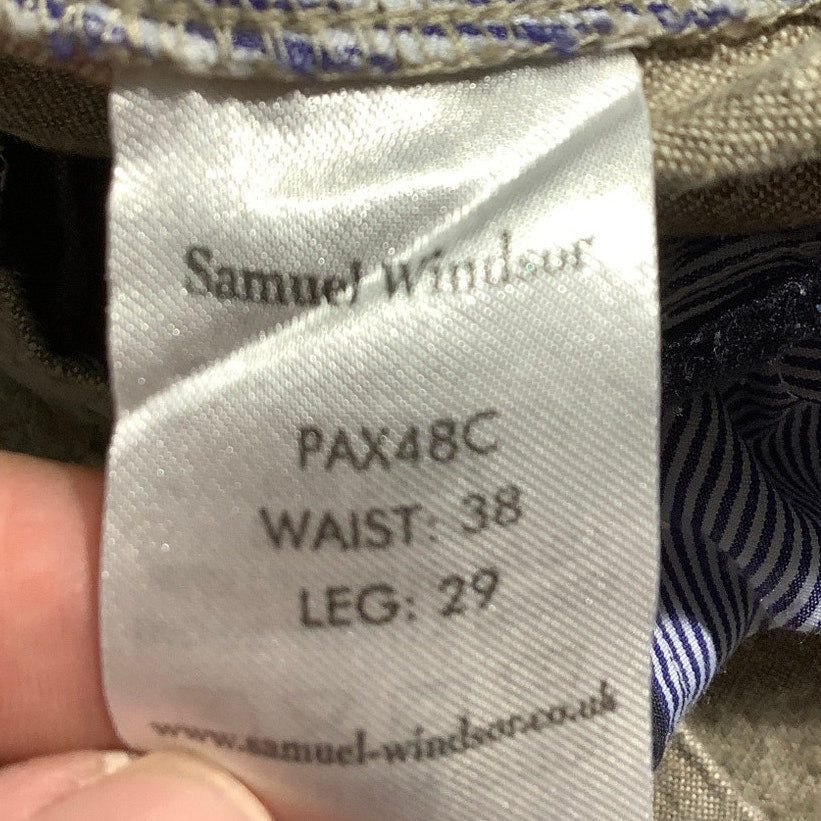 Samuel Windsor
PAX48C
WAIST: 38
LEG: 29
www.samuel-windsor.co.uk